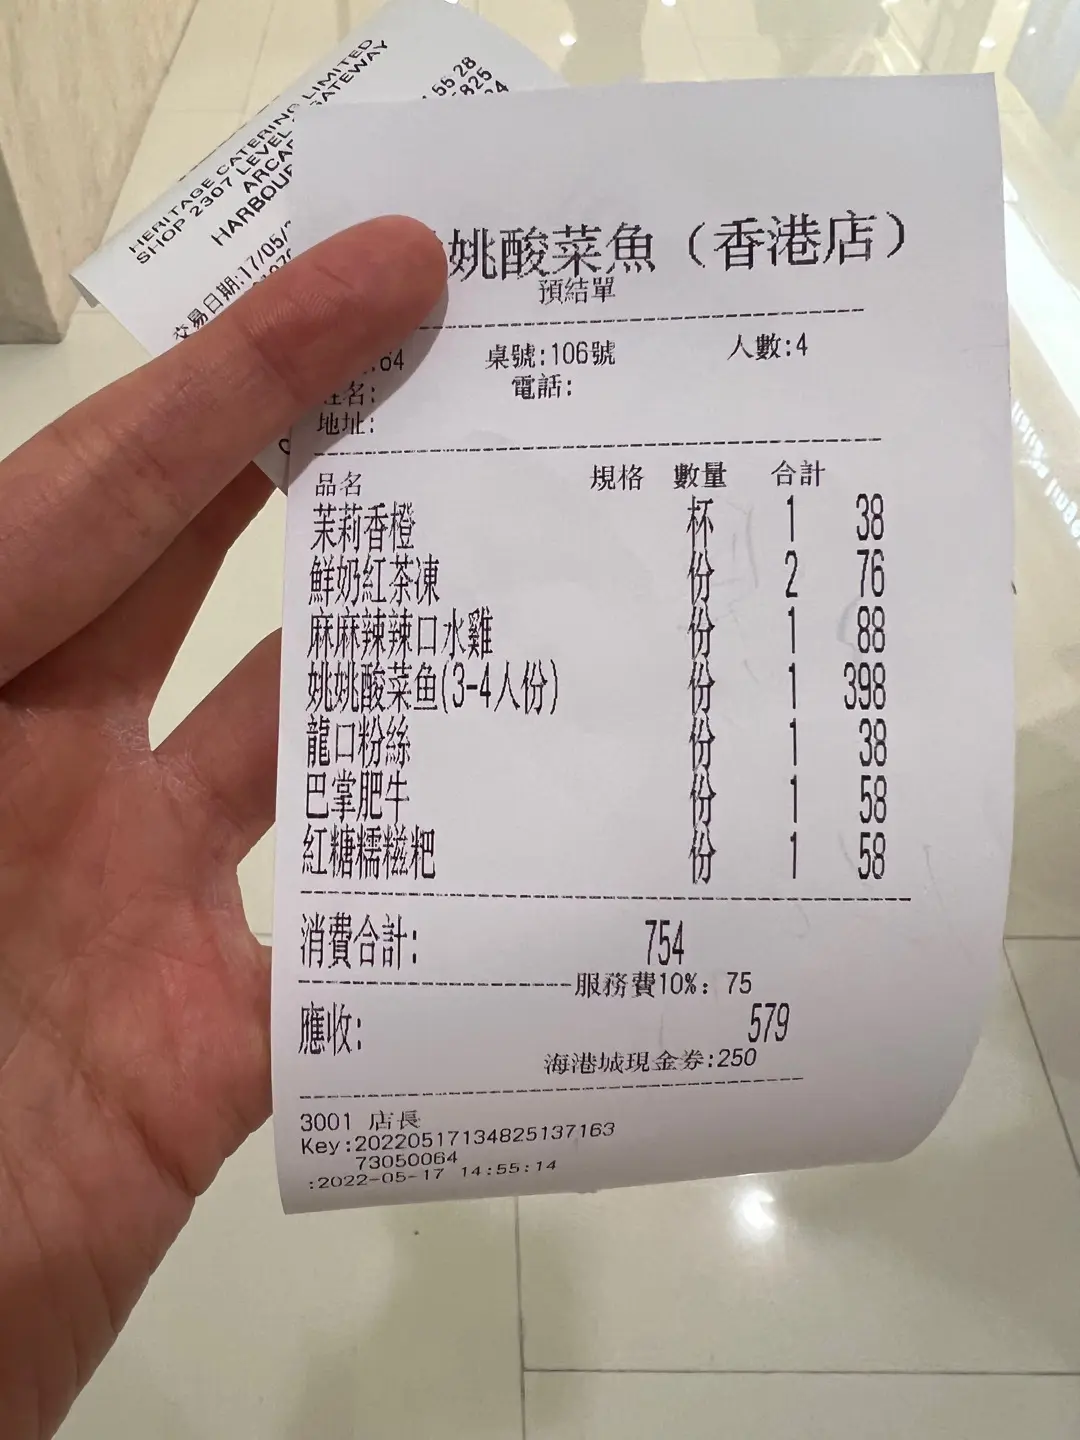 HERITAGE CATERING LIMITED
SHOP 2307 LEVEL
GATEWAY
HARBOUR
交易日期:17/05/
姚酸菜魚（香港店）
預結單
64 桌號:106號 人數:4
名: 電話:
地址:
品名 規格 數量 合計
茉莉香橙 杯 1 38
鮮奶紅茶凍 份 2 76
麻麻辣辣口水雞 份 1 88
姚姚酸菜鱼(3-4人份) 份 1 398
龍口粉絲 份 1 38
巴掌肥牛 份 1 58
紅糖糯糍粑 份 1 58
消費合計: 754
服務費10%: 75
應收: 579
海港城現金券:250
3001 店長
Key:20220517134825137163
73050064
:2022-05-17 14:55:14